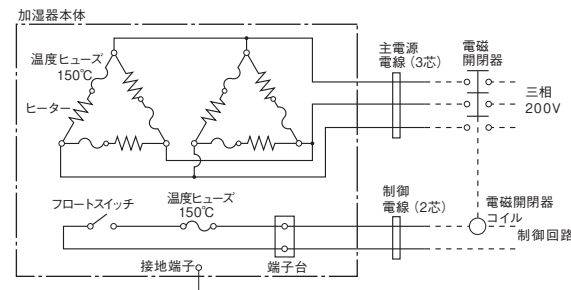 加湿器本体
温度ヒューズ
150℃
ヒーター
主電源
電線（3芯）
電磁
開閉器
三相
200V
フロートスイッチ
温度ヒューズ
150℃
制御
電線（2芯）
電磁開閉器
コイル
制御回路
接地端子
端子台